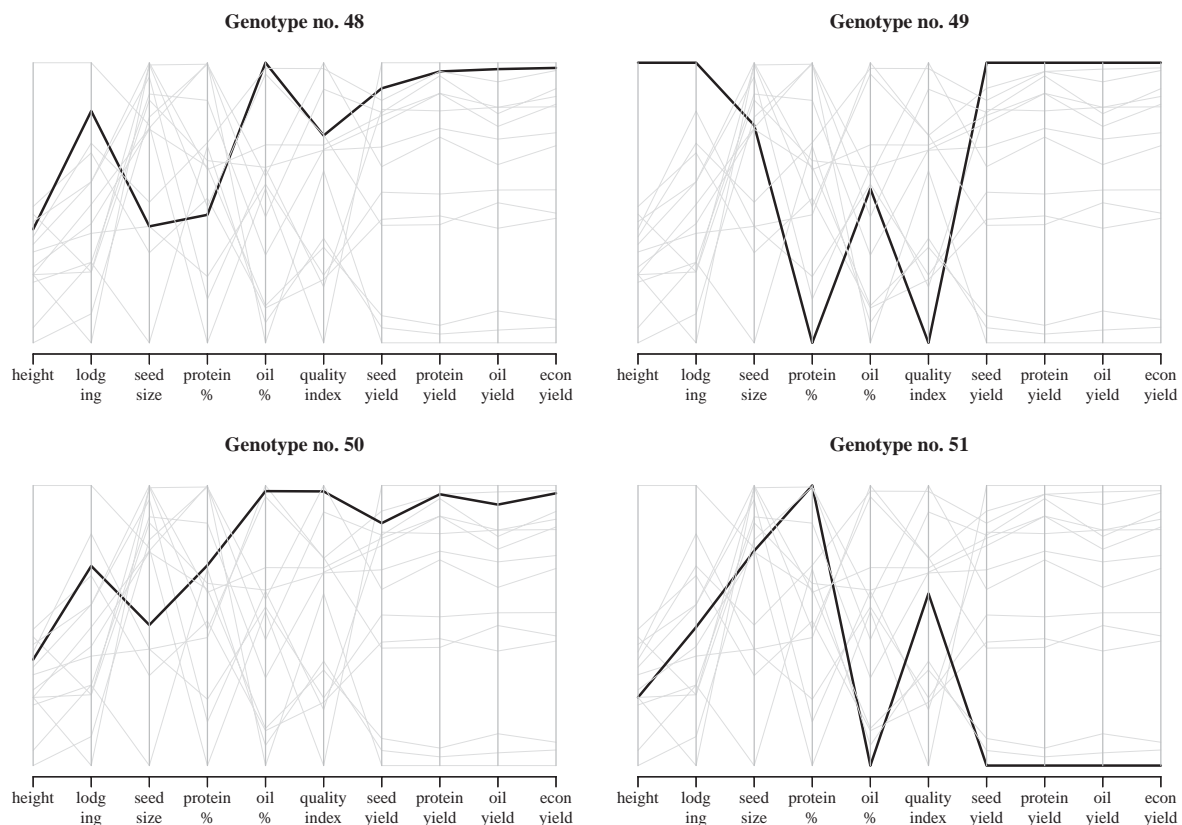 Genotype no. 48
height lodg seed protein oil quality seed protein oil econ
ing size % % index yield yield yield yield
Genotype no. 49
height lodg seed protein oil quality seed protein oil econ
ing size % % index yield yield yield yield
Genotype no. 50
height lodg seed protein oil quality seed protein oil econ
ing size % % index yield yield yield yield
Genotype no. 51
height lodg seed protein oil quality seed protein oil econ
ing size % % index yield yield yield yield